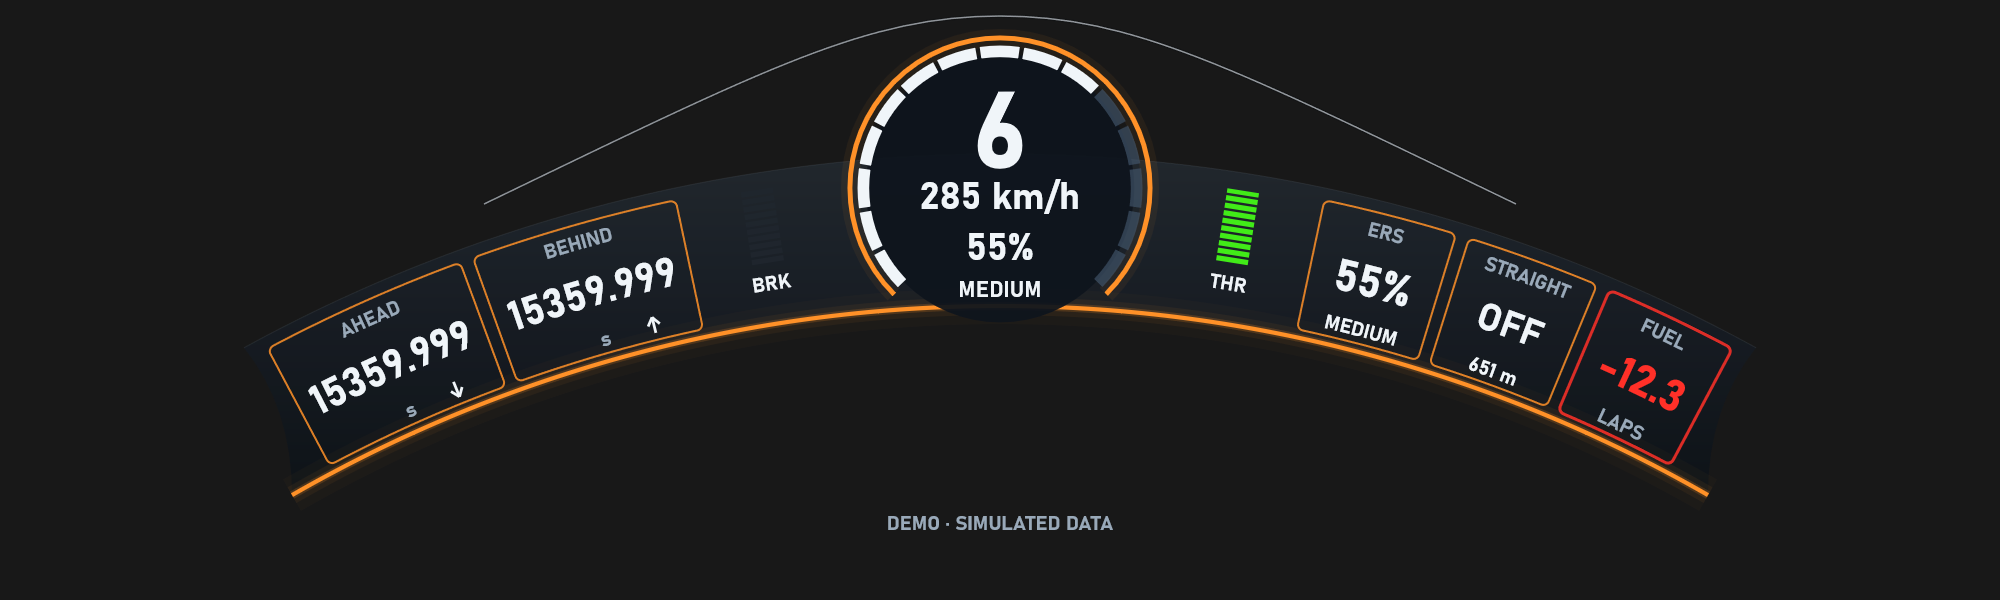 AHEAD
15359.999
s ↓
BEHIND
15359.999
s ↑
BRK
6
285 km/h
55%
MEDIUM
THR
ERS
55%
MEDIUM
STRAIGHT
OFF
651 m
FUEL
-12.3
LAPS
DEMO · SIMULATED DATA